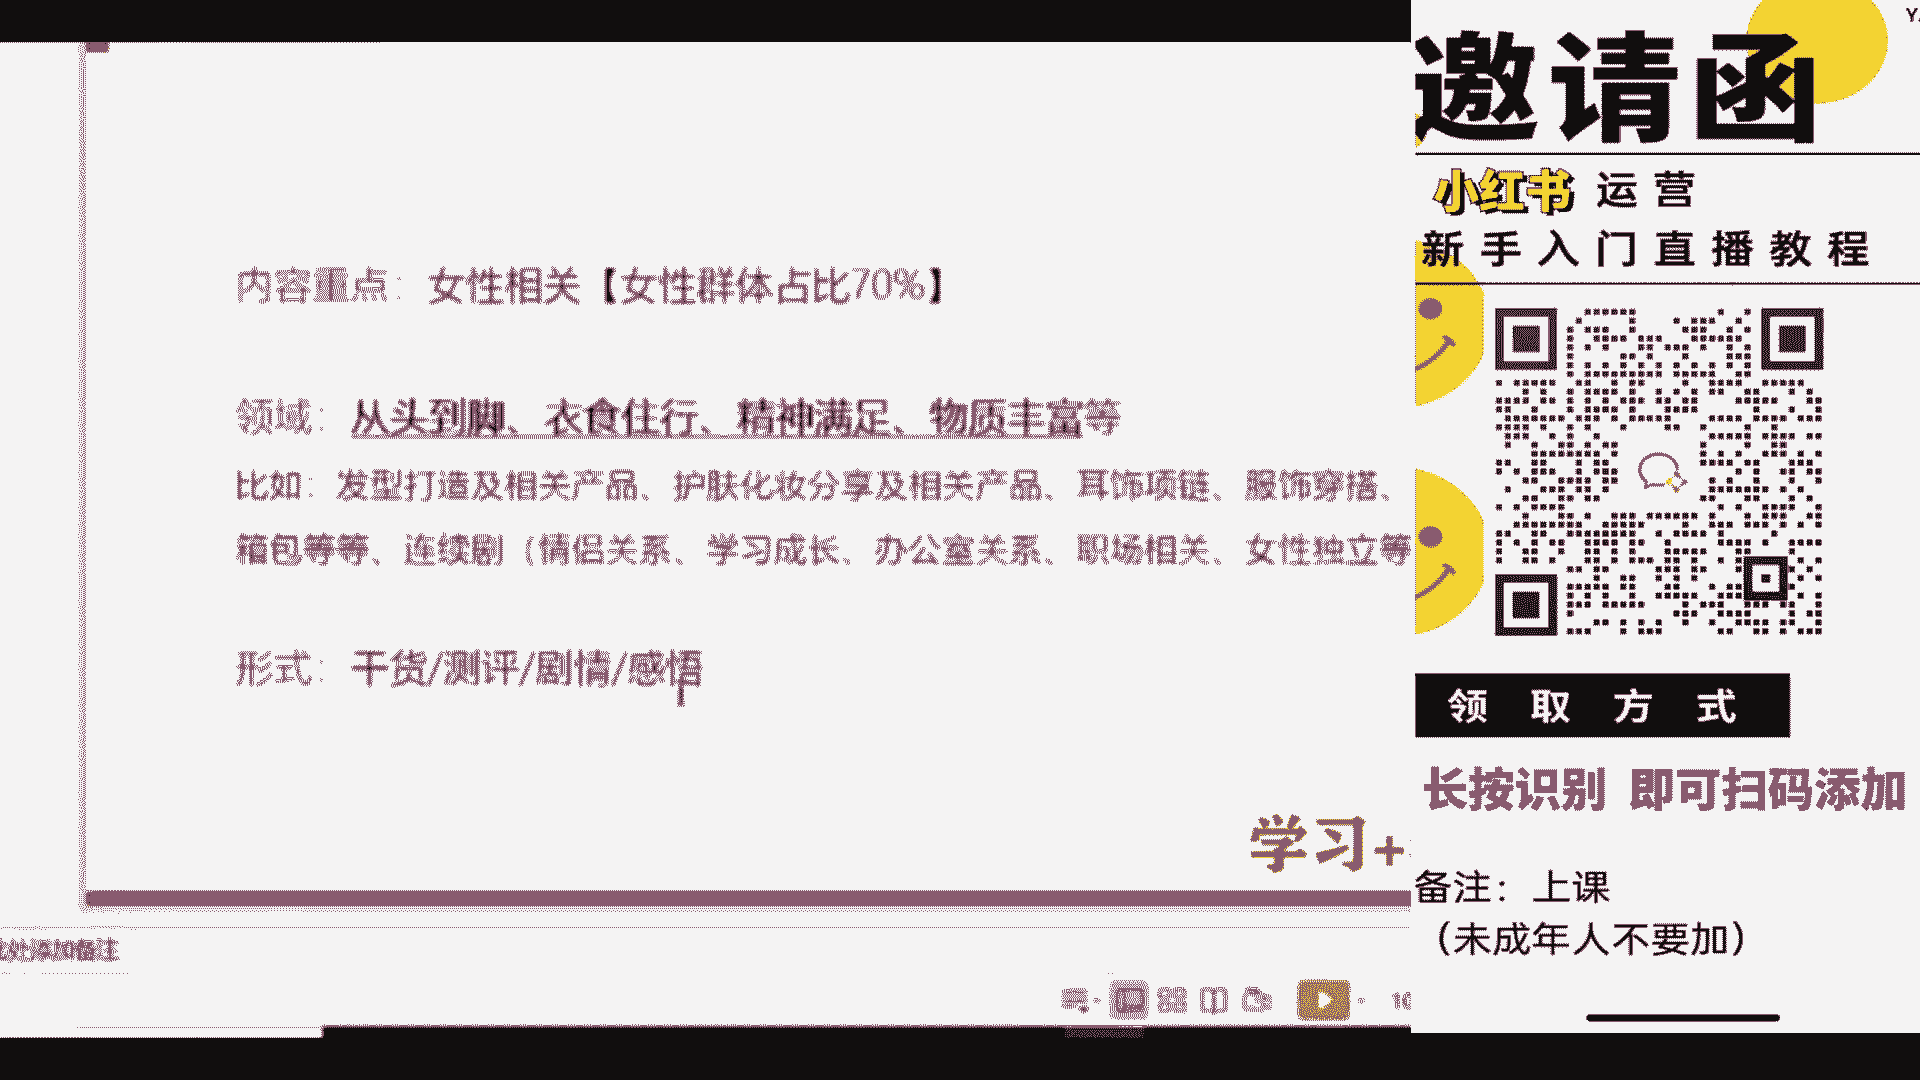 内容重点：女性相关【女性群体占比70%】
领域：从头到脚、衣食住行、精神满足、物质丰富等
比如：发型打造及相关产品、护肤化妆分享及相关产品、耳饰项链、服饰穿搭、
箱包等等、连续剧（情侣关系、学习成长、办公室关系、职场相关、女性独立等
形式：干货/测评/剧情/感悟
学习+
处添加备注
10
邀请函
小红书 运营
新手入门直播教程
领取方式
长按识别 即可扫码添加
备注：上课
（未成年人不要加）